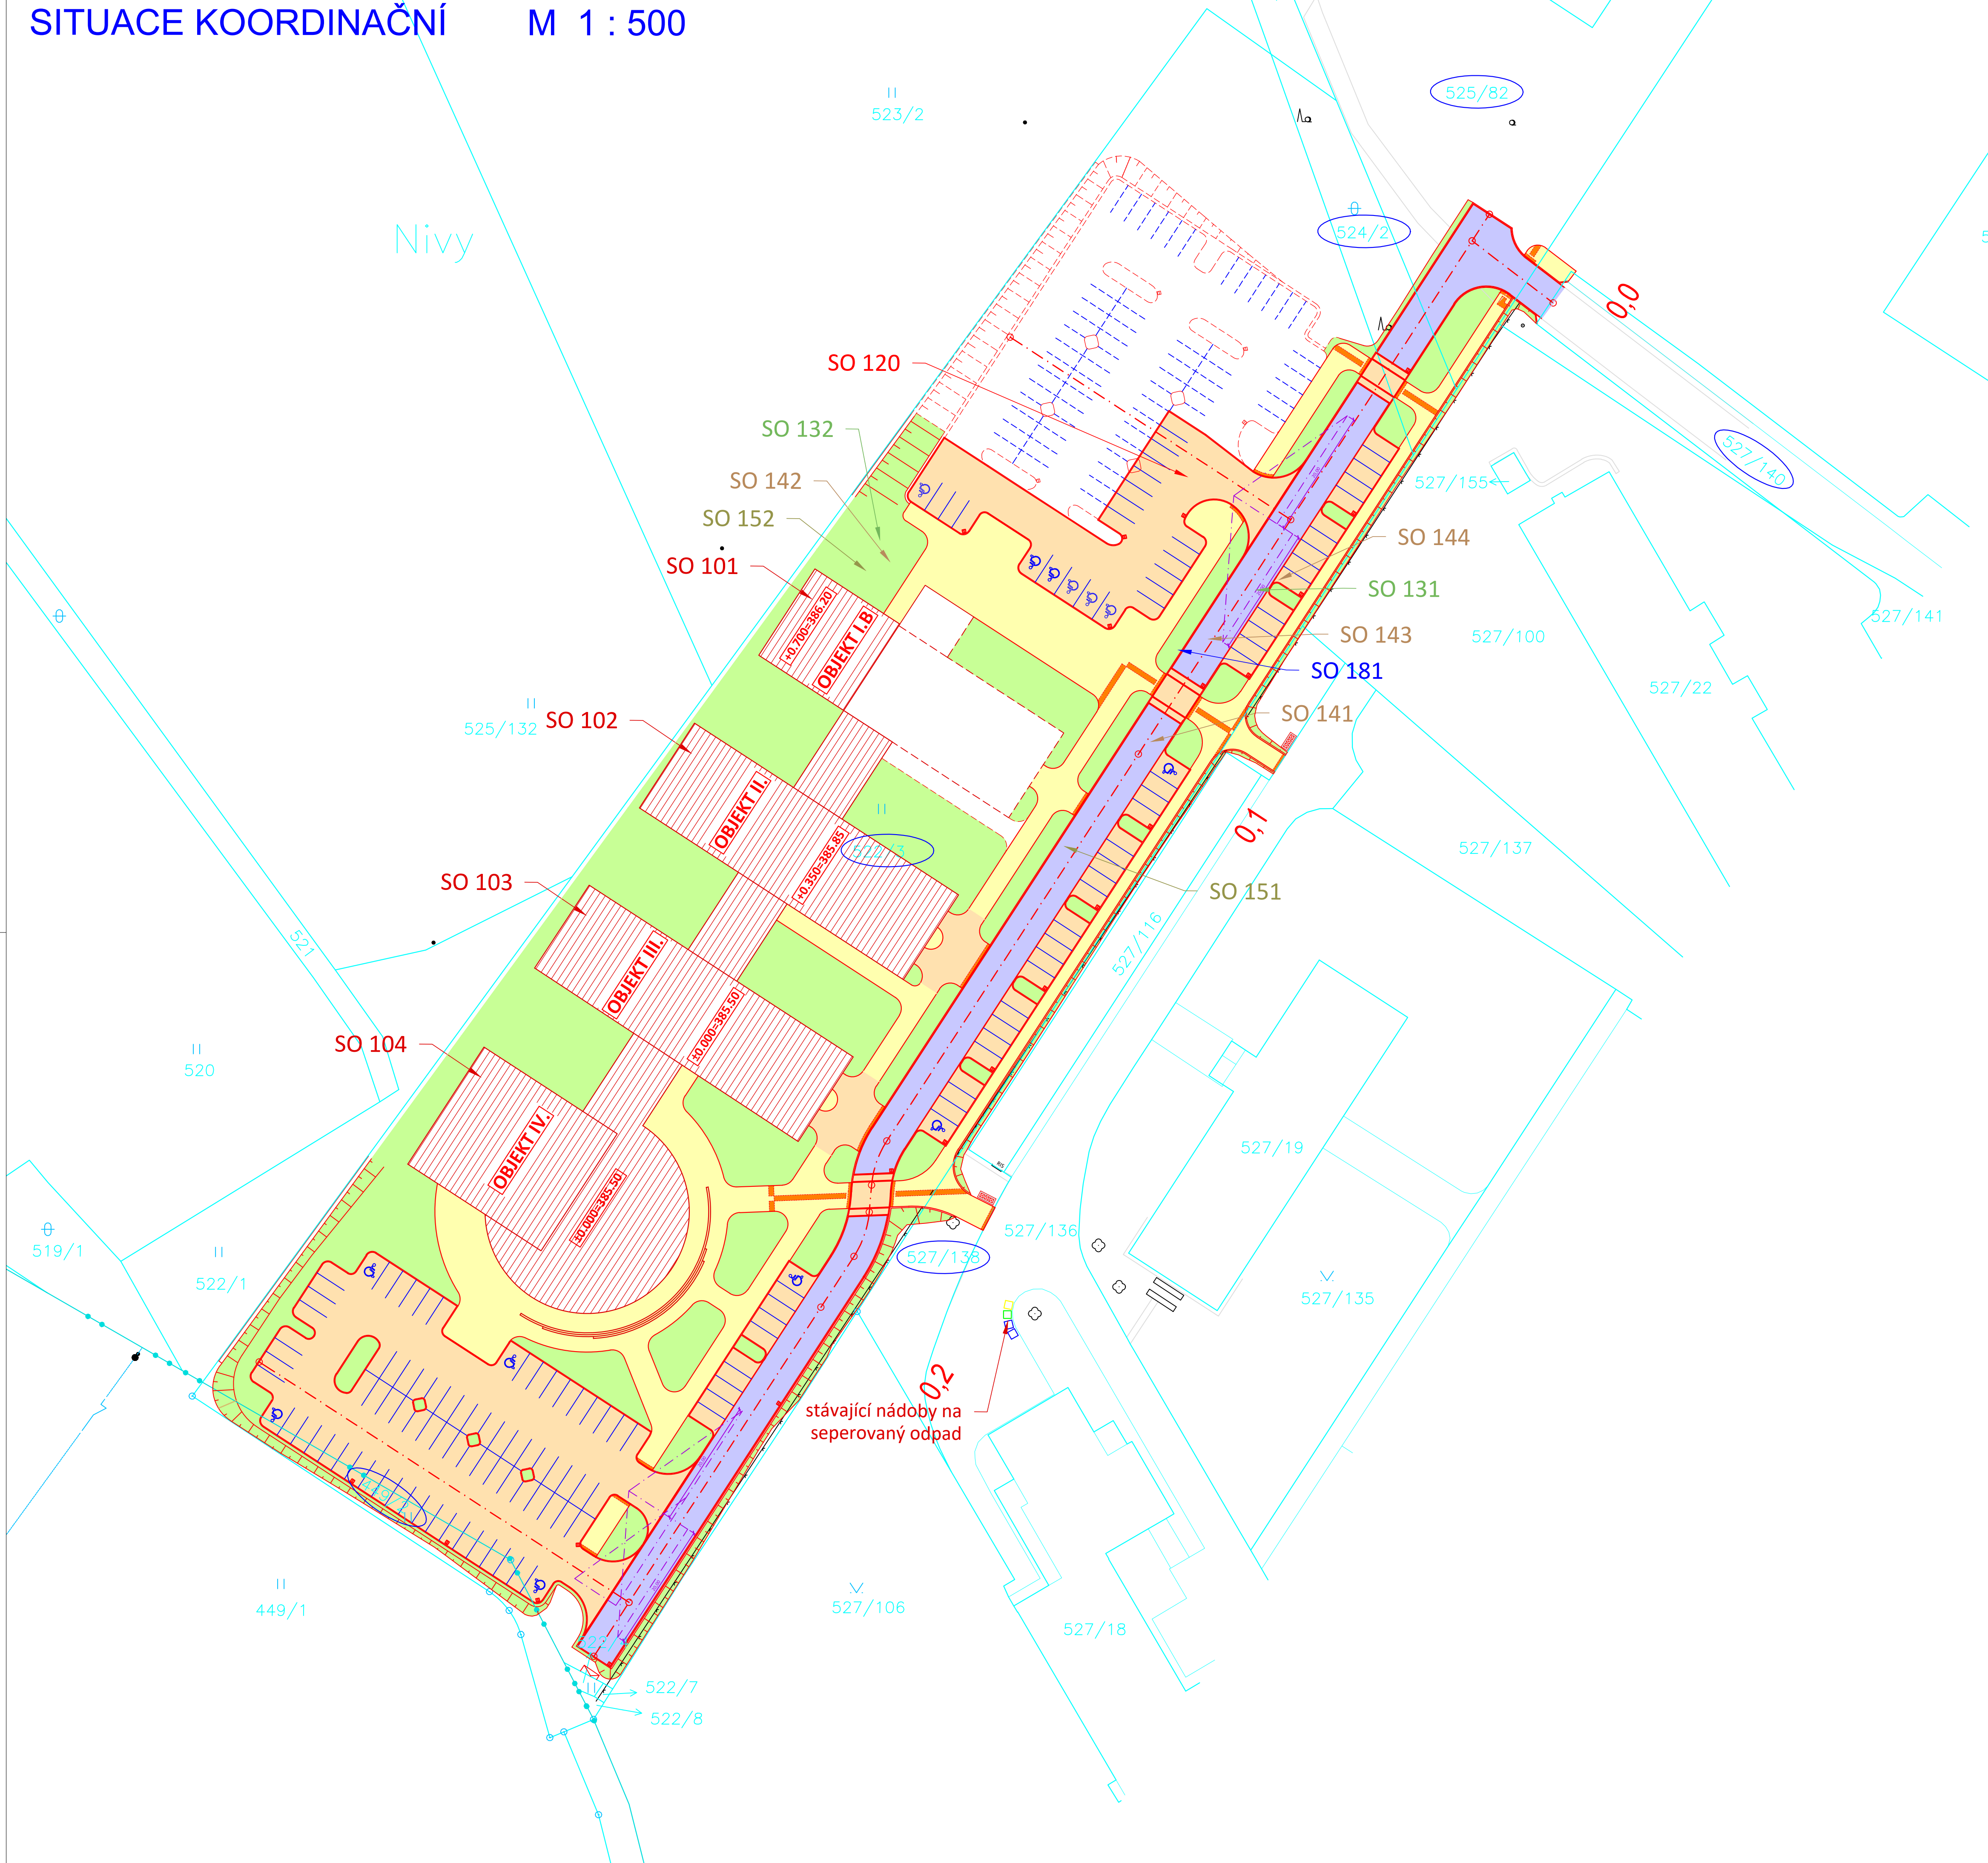 SITUACE KOORDINAČNÍ M 1 : 500
523/2
525/82
524/2
Nivy
0,0
SO 120
SO 132
SO 142
SO 152
SO 101
527/140
527/155
SO 144
SO 131
SO 143
SO 181
SO 141
527/141
527/100
527/22
+0.700=386.20
OBJEKT I.B
525/132
SO 102
OBJEKT II.
522/3
+0.350=385.85
0,1
527/137
SO 103
SO 151
521
OBJEKT III.
527/116
±0.000=385.50
SO 104
520
OBJEKT IV.
±0.000=385.50
527/19
519/1
522/1
527/136
527/138
527/135
0,2
stávající nádoby na
seperovaný odpad
449/1
527/106
527/18
522/7
522/8